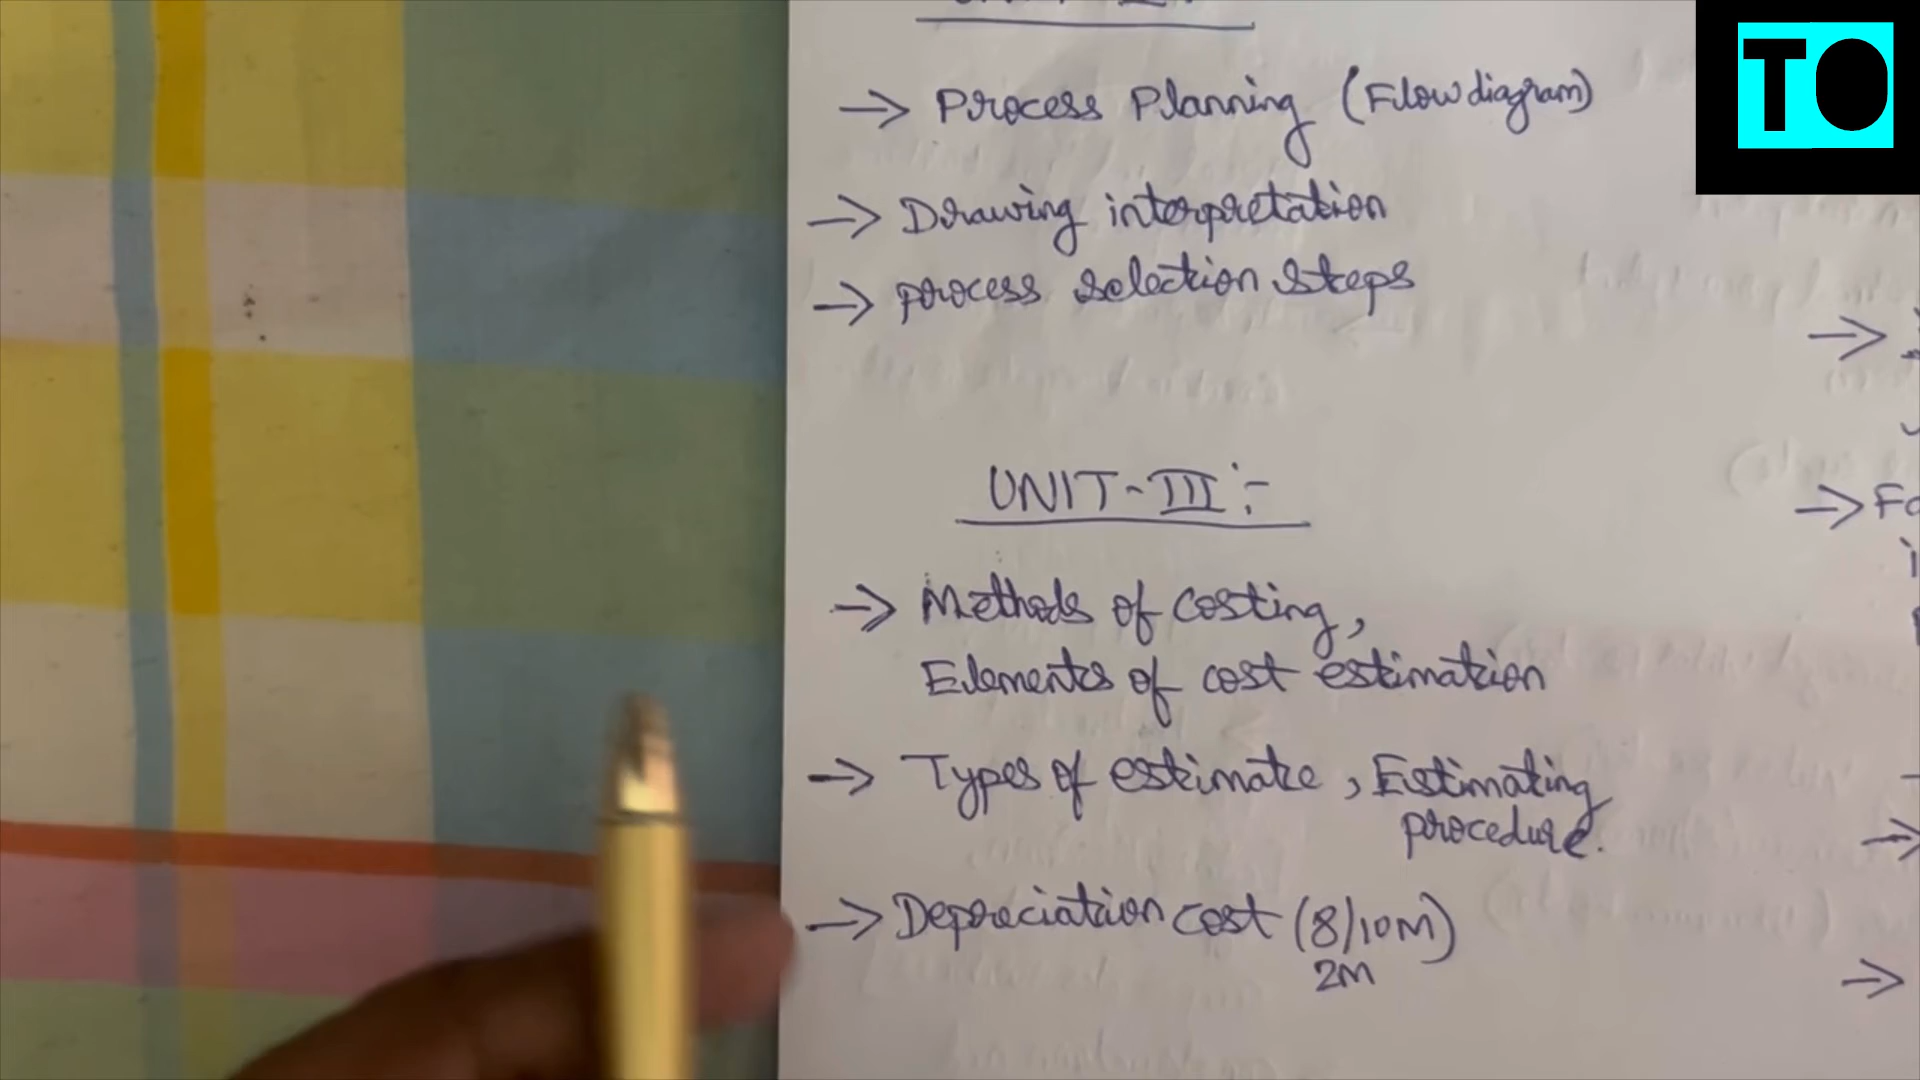 → Process Planning (Flow diagram)
→ Drawing interpretation
→ process selection steps
UNIT-III:-
→ Methods of costing,
Elements of cost estimation
→ Types of estimate, Estimating
procedure.
→ Depreciation cost (8/10M)
2M
→
→ Fo
i
TO